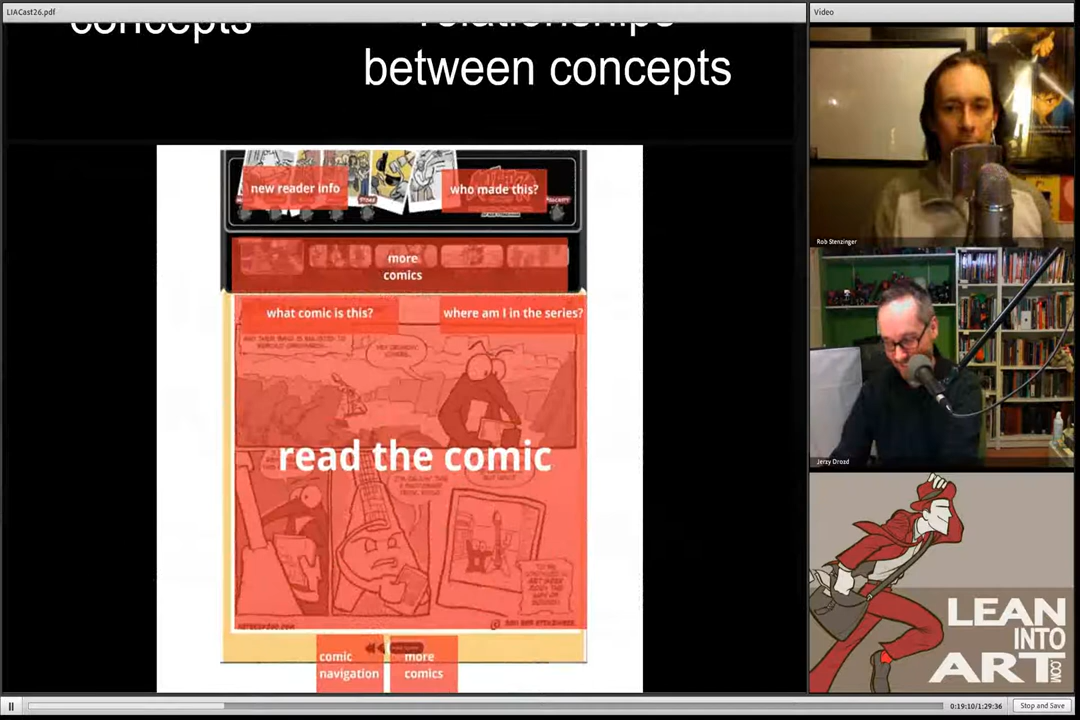 LIACast26.pdf
Video
concepts
relationships
between concepts
new reader info
who made this?
more
comics
what comic is this?
where am I in the series?
read the comic
comic
navigation
more
comics
Rob Stenzinger
Jerzy Drozd
LEAN
INTO
ART
.COM
0:19:10/1:29:36
Stop and Save